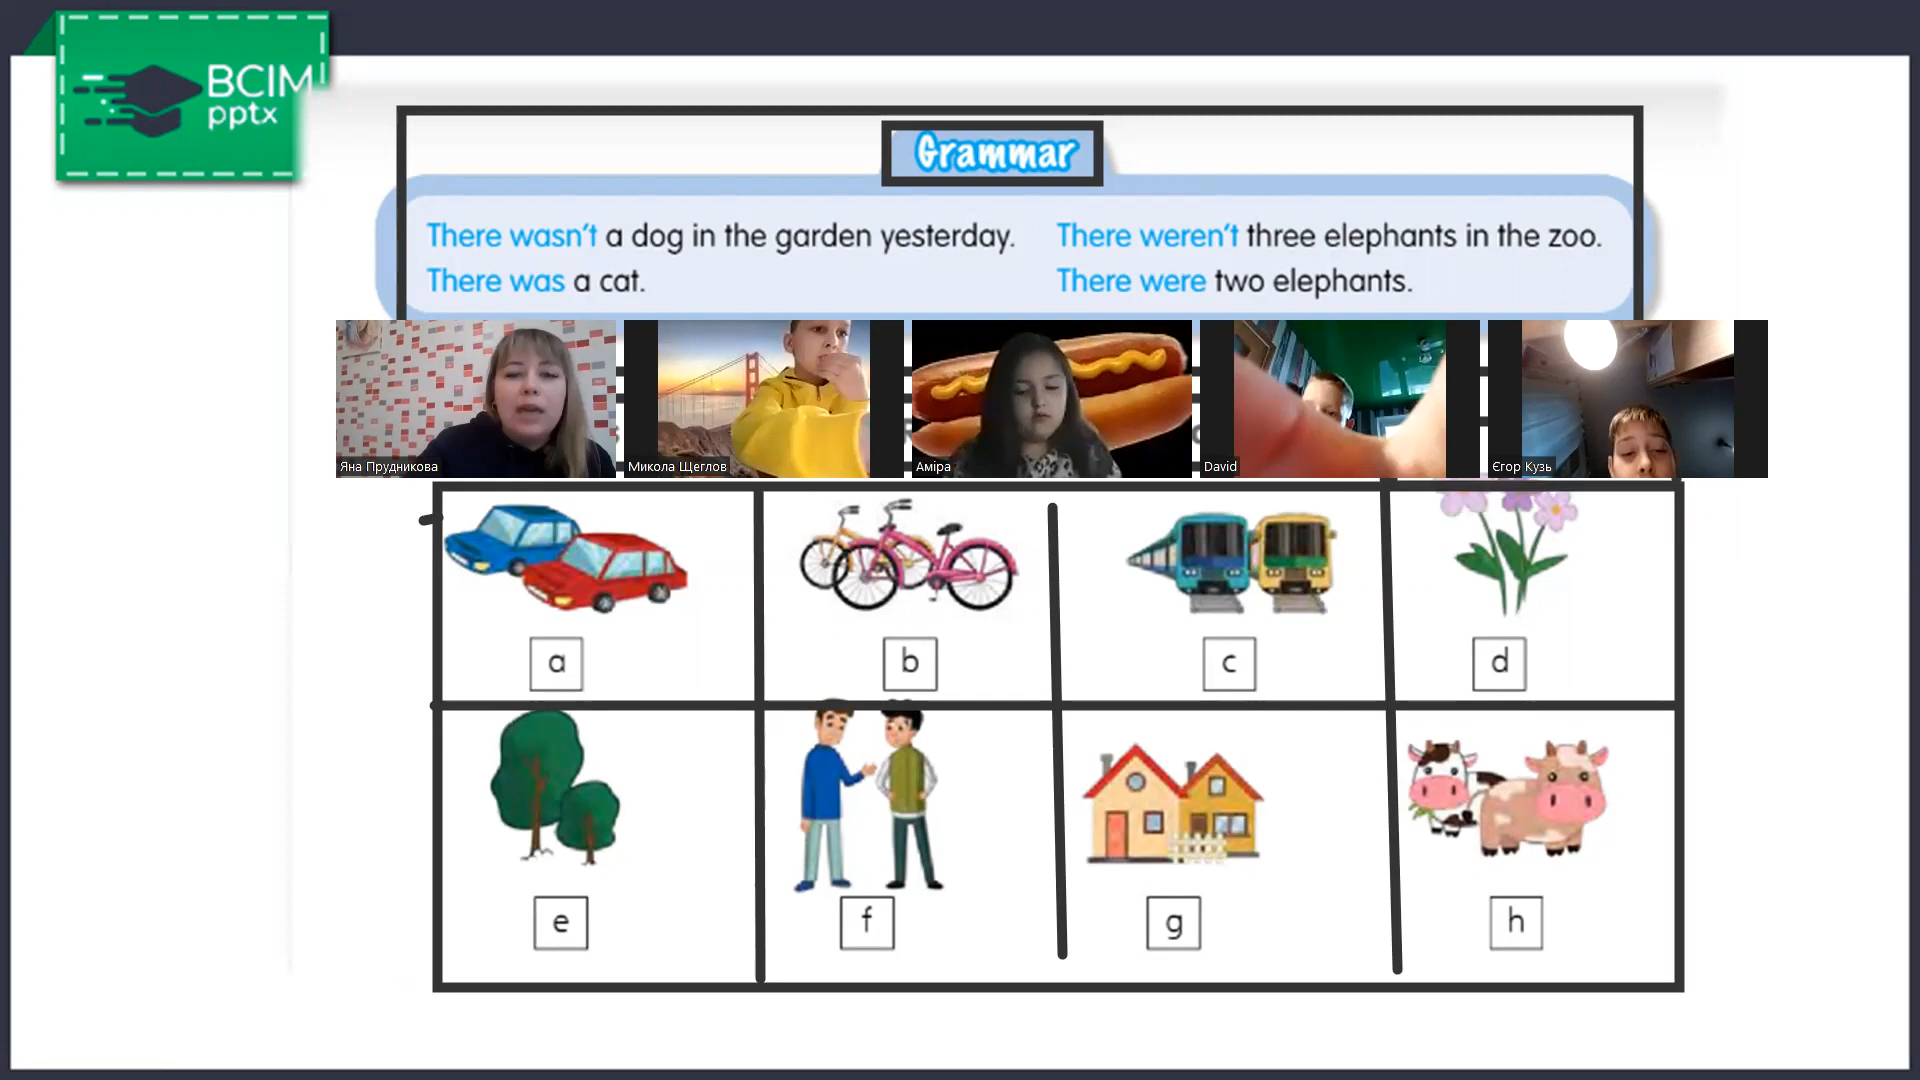 BCIM
pptx
Grammar
There wasn't a dog in the garden yesterday.
There was a cat.
There weren't three elephants in the zoo.
There were two elephants.
Яна Прудникова
Микола Щеглов
Аміра
David
Єгор Кузь
a
b
c
d
e
f
g
h